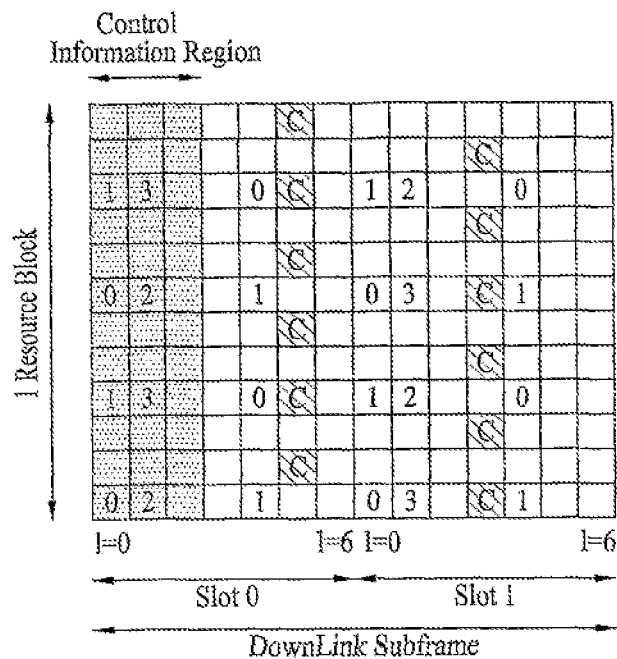 Control
Information Region
1 Resource Block
C
C
1 3 0 C 1 2 0
C
C
0 2 1 0 3 C 1
C
C
1 3 0 C 1 2 0
C
C
0 2 1 0 3 C 1
l=0 l=6 l=0 l=6
Slot 0 Slot 1
DownLink Subframe